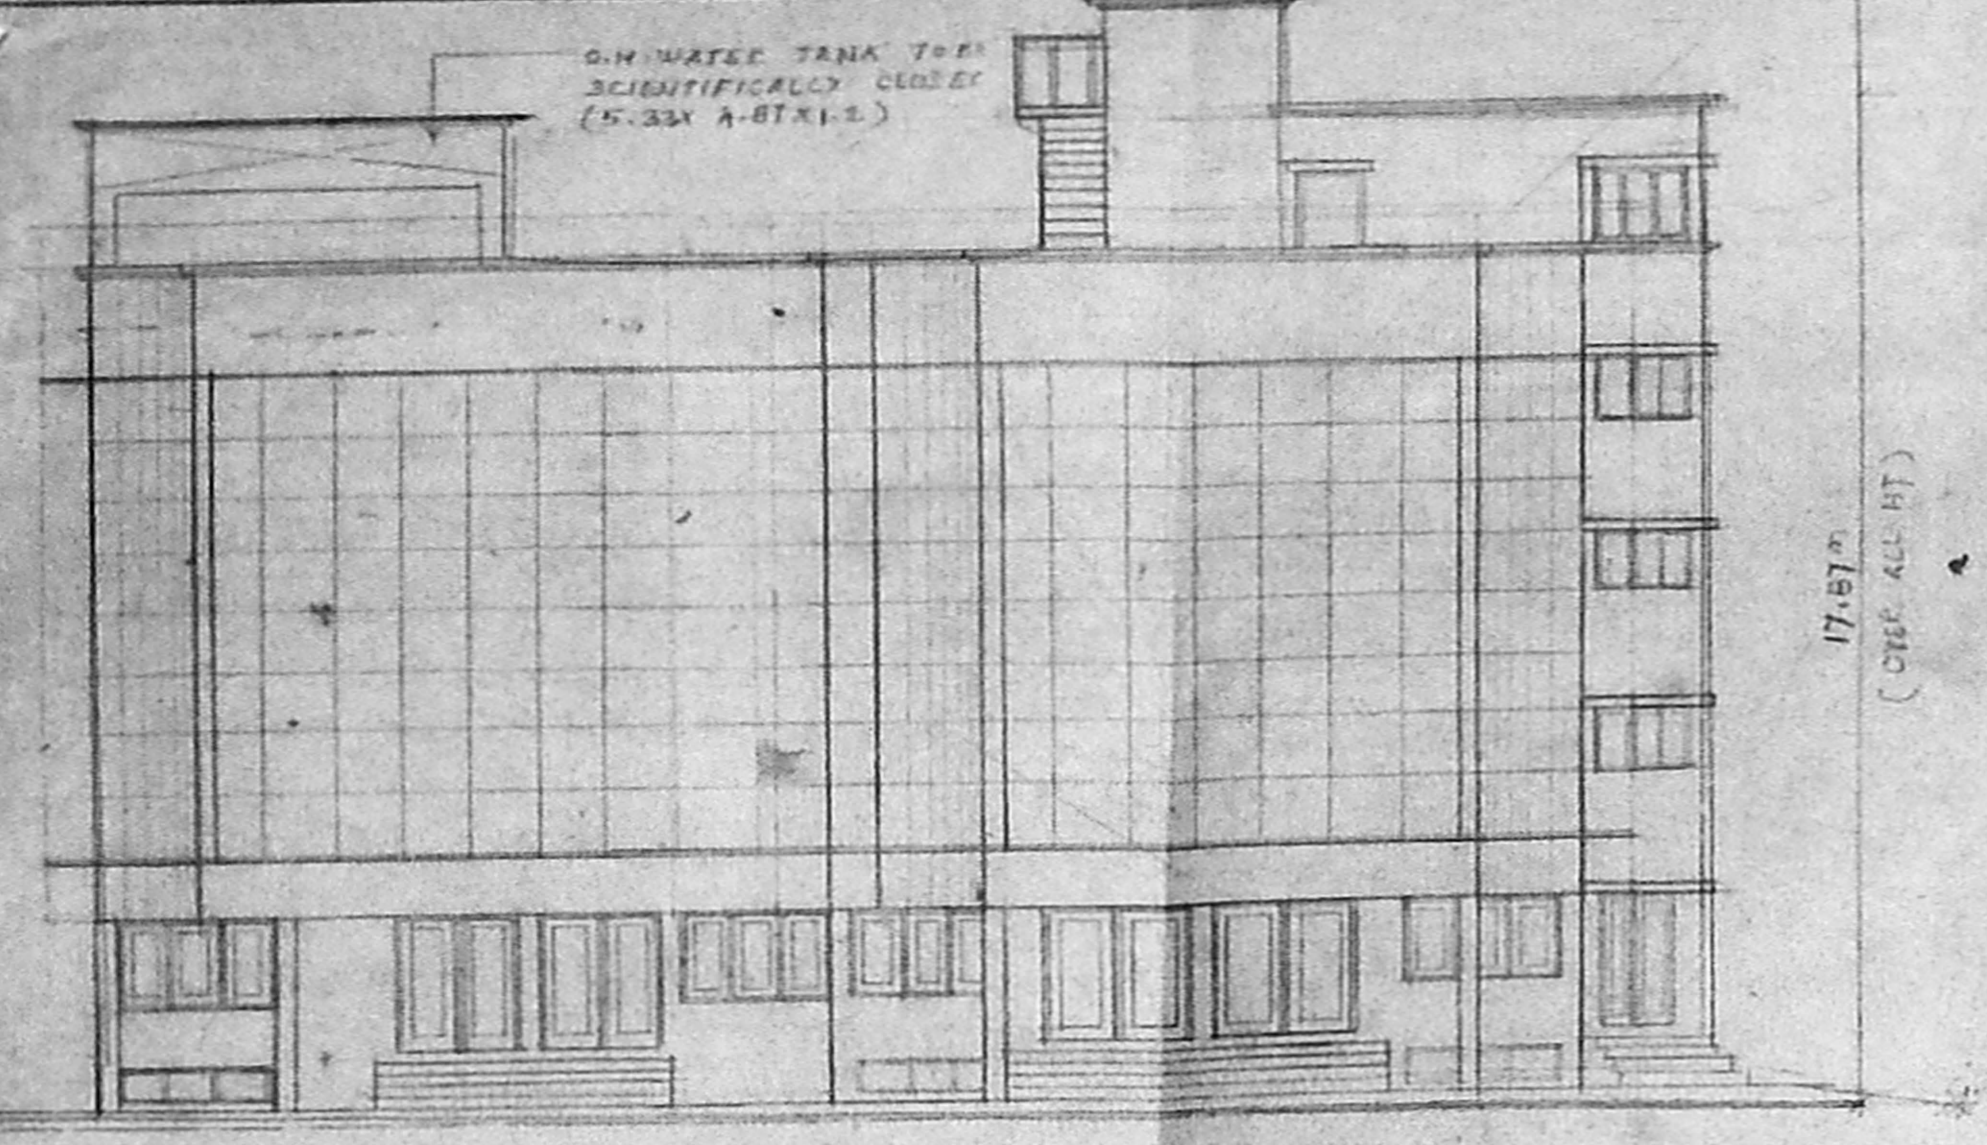 O.H. WATER TANK TO BE
SCIENTIFICALLY CLOSED
(5.33X 4.87X1.2)
17.87m
(OVER ALL HT)